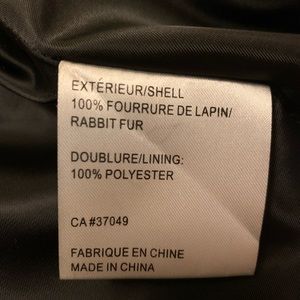 EXTÉRIEUR/SHELL
100% FOURRURE DE LAPIN/
RABBIT FUR
DOUBLURE/LINING:
100% POLYESTER
CA #37049
FABRIQUE EN CHINE
MADE IN CHINA